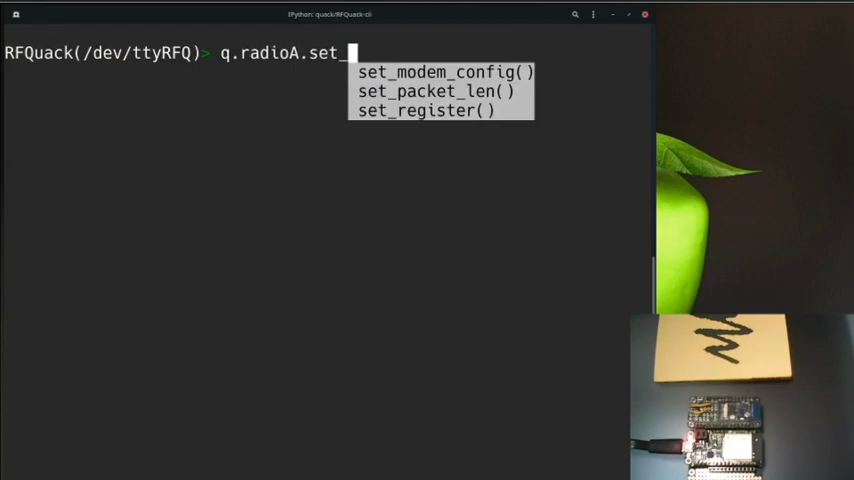 IPython: quack/RFQuack-cli
RFQuack(/dev/ttyRFQ)> q.radioA.set_
set_modem_config()
set_packet_len()
set_register()